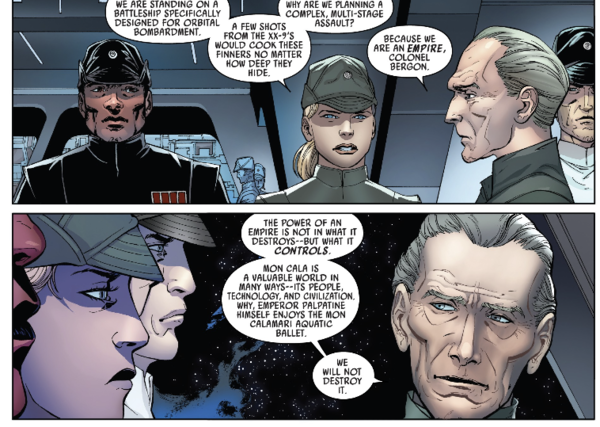 WE ARE STANDING ON A
BATTLESHIP SPECIFICALLY
DESIGNED FOR ORBITAL
BOMBARDMENT.
WHY ARE WE PLANNING A
COMPLEX, MULTI-STAGE
ASSAULT?
A FEW SHOTS
FROM THE XX-9'S
WOULD COOK THESE
FINNERS NO MATTER
HOW DEEP THEY
HIDE.
BECAUSE WE
ARE AN EMPIRE,
COLONEL
BERGON.
THE POWER OF AN
EMPIRE IS NOT IN WHAT IT
DESTROYS--BUT WHAT IT
CONTROLS.
MON CALA IS
A VALUABLE WORLD IN
MANY WAYS--ITS PEOPLE,
TECHNOLOGY, AND CIVILIZATION.
WHY, EMPEROR PALPATINE
HIMSELF ENJOYS THE MON
CALAMARI AQUATIC
BALLET.
WE
WILL NOT
DESTROY
IT.